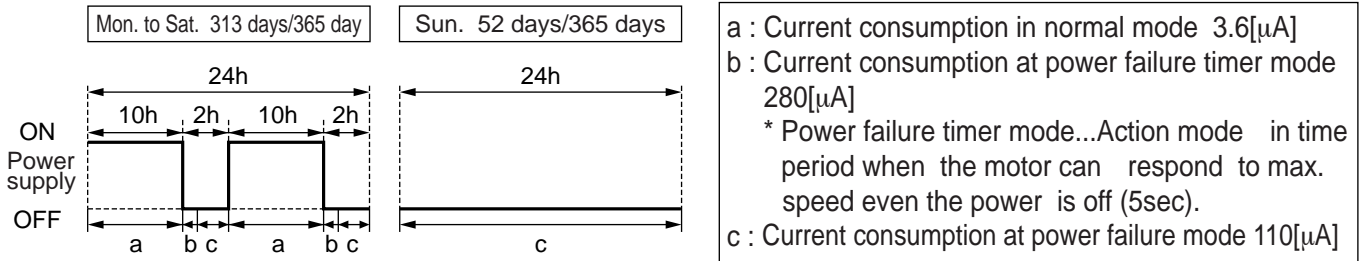 Mon. to Sat. 313 days/365 day
Sun. 52 days/365 days
24h
24h
10h 2h 10h 2h
ON
Power
supply
OFF
a b c a b c
c
a : Current consumption in normal mode 3.6[μA]
b : Current consumption at power failure timer mode
280[μA]
* Power failure timer mode...Action mode in time
period when the motor can respond to max.
speed even the power is off (5sec).
c : Current consumption at power failure mode 110[μA]